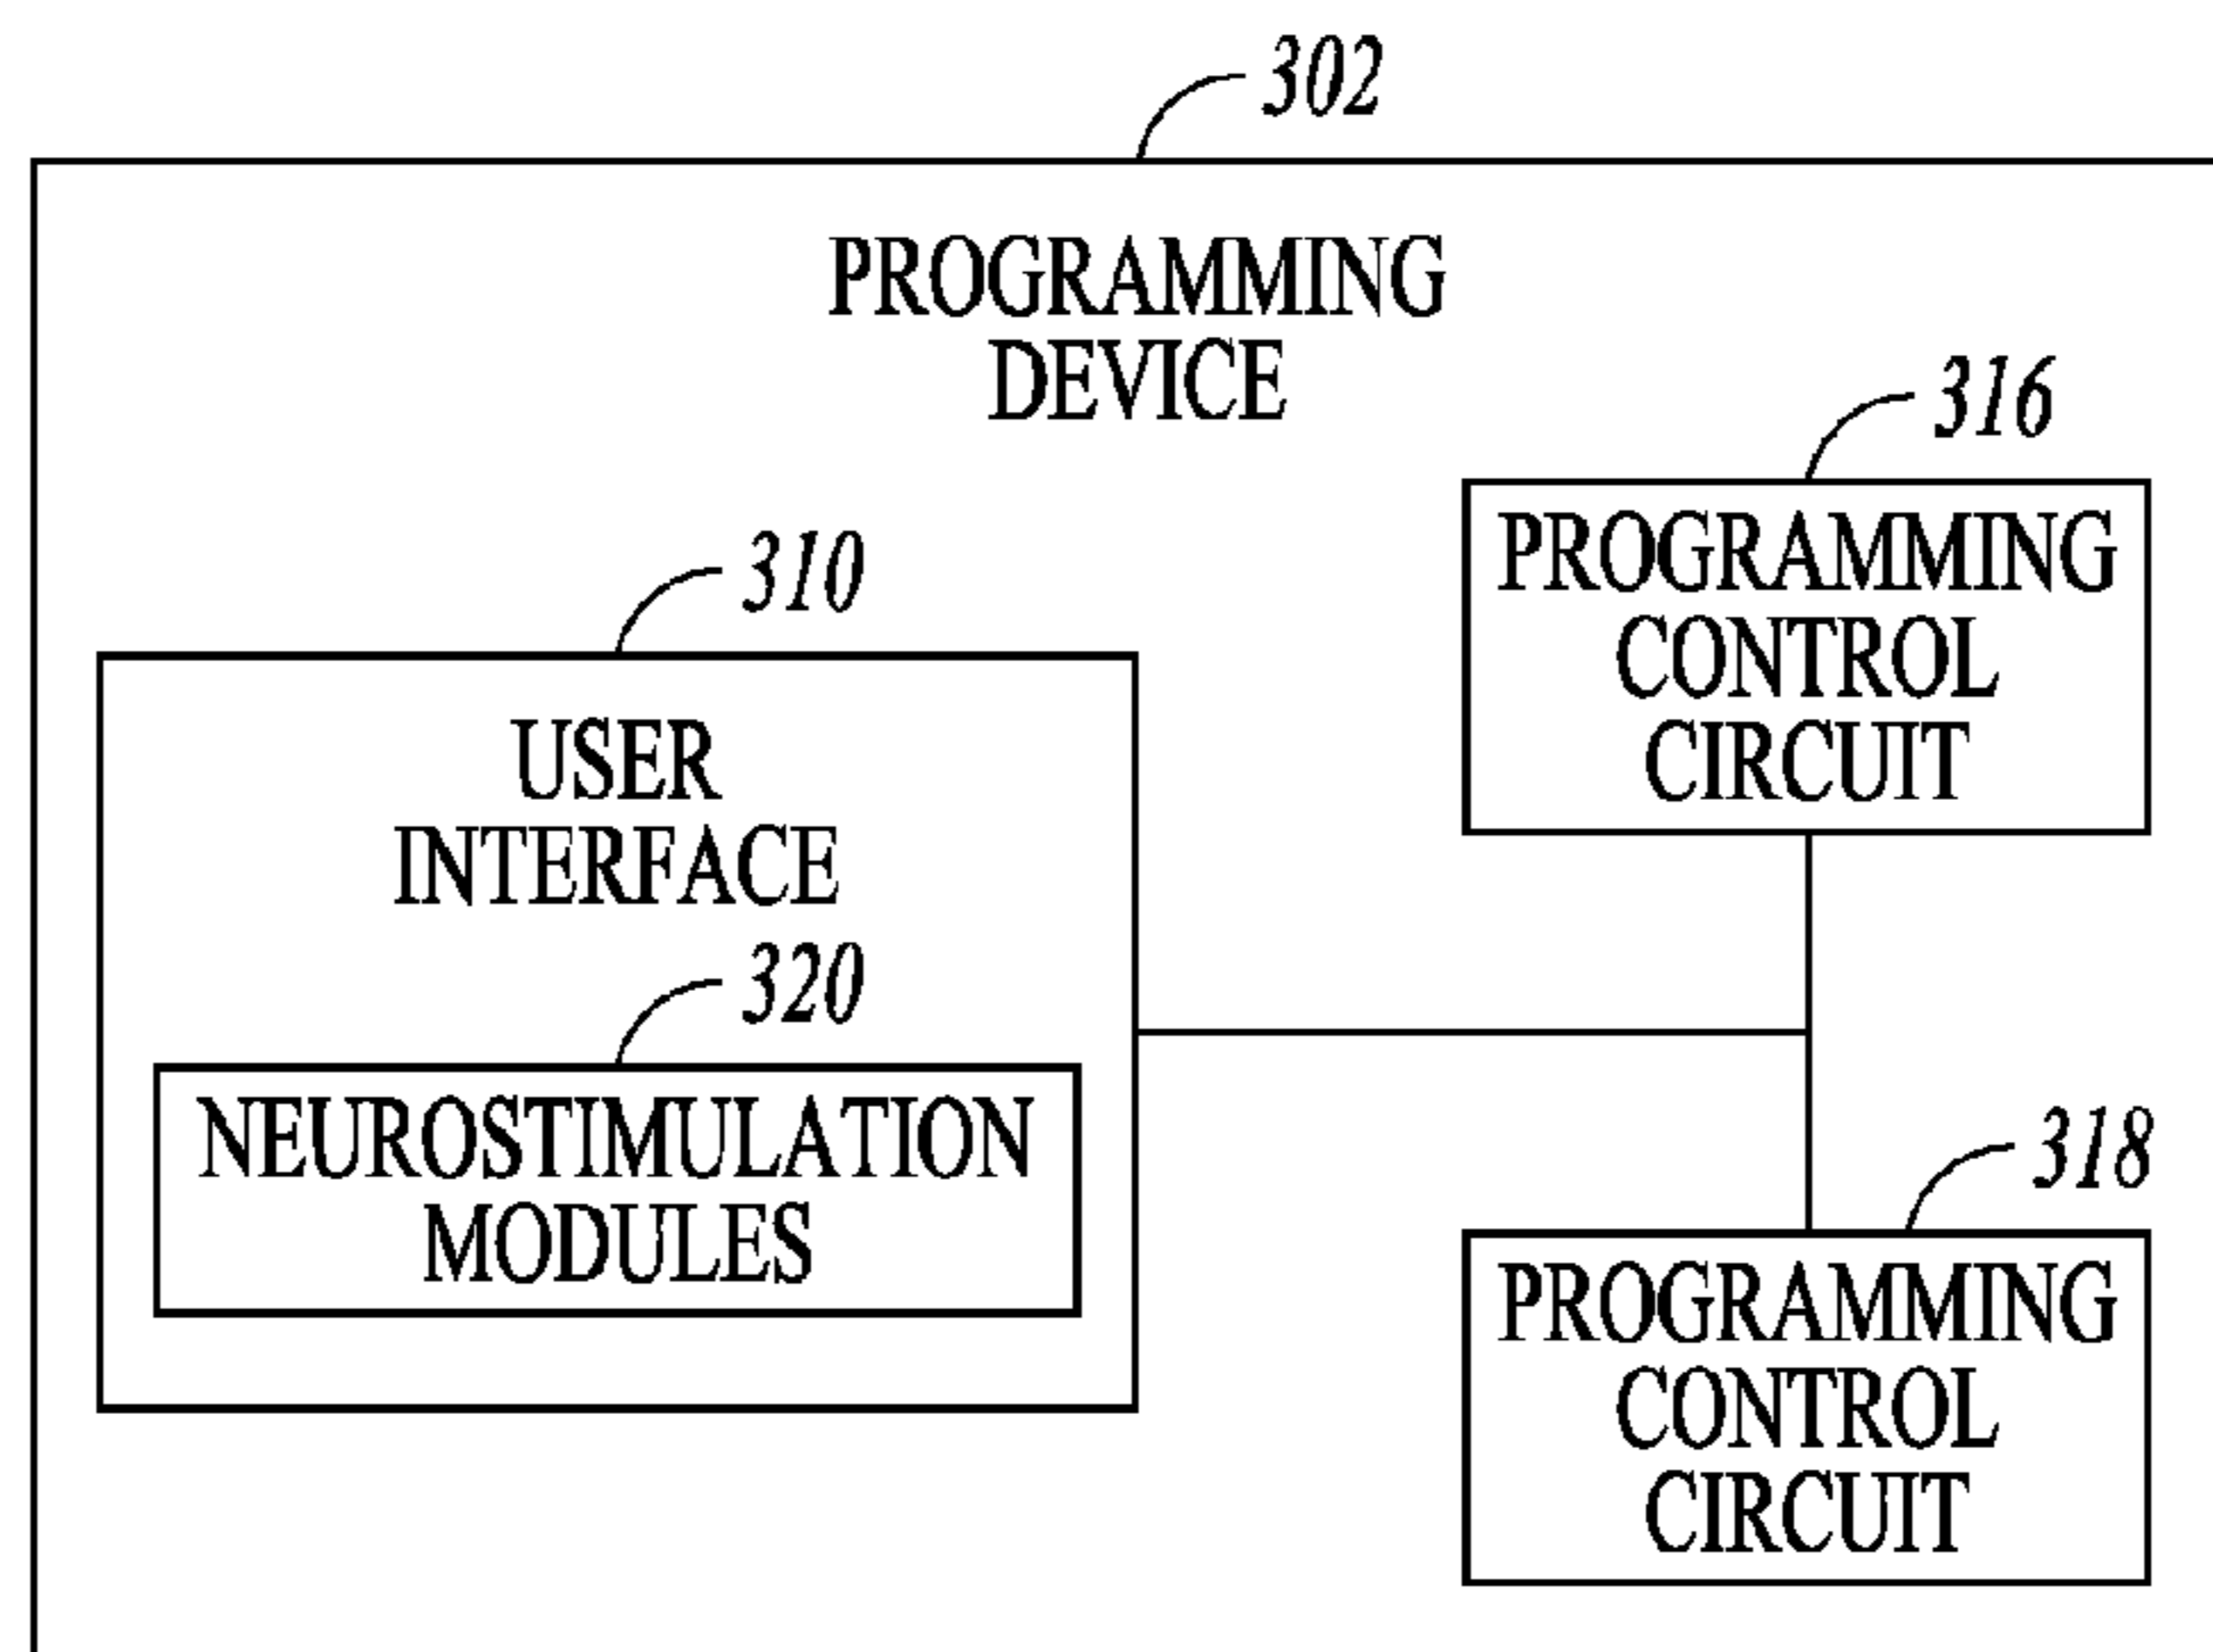 302
PROGRAMMING
DEVICE
316
PROGRAMMING
CONTROL
CIRCUIT
310
USER
INTERFACE
320
NEUROSTIMULATION
MODULES
318
PROGRAMMING
CONTROL
CIRCUIT